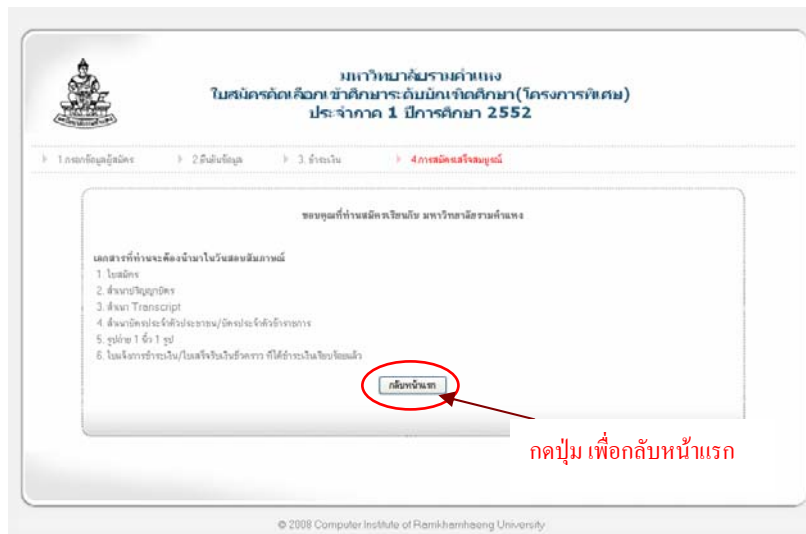 มหาวิทยาลัยรามคำแหง
ใบสมัครคัดเลือกเข้าศึกษาระดับบัณฑิตศึกษา(โครงการพิเศษ)
ประจำภาค 1 ปีการศึกษา 2552
1.กรอกข้อมูลผู้สมัคร
2.ยืนยันข้อมูล
3. ชำระเงิน
4.การสมัครเสร็จสมบูรณ์
ขอบคุณที่ท่านสมัครเรียนกับ มหาวิทยาลัยรามคำแหง
เอกสารที่ท่านจะต้องนำมาในวันสอบสัมภาษณ์
1. ใบสมัคร
2. สำเนาปริญญาบัตร
3. สำเนา Transcript
4. สำเนาบัตรประจำตัวประชาชน/บัตรประจำตัวข้าราชการ
5. รูปถ่าย 1 นิ้ว 1 รูป
6. ใบแจ้งการชำระเงิน/ใบเสร็จรับเงินชั่วคราว ที่ได้ชำระเงินเรียบร้อยแล้ว
กลับหน้าแรก
กดปุ่ม เพื่อกลับหน้าแรก
© 2008 Computer Institute of Ramkhamhaeng University